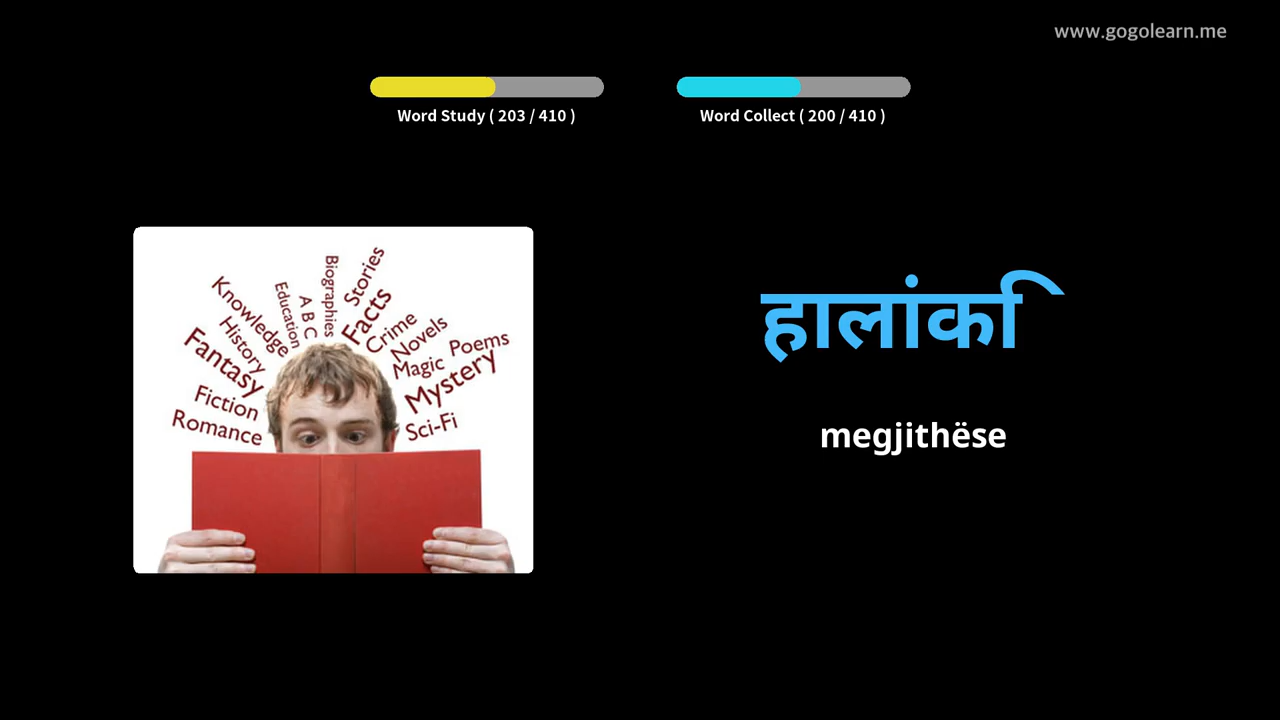 www.gogolearn.me
Word Study ( 203 / 410 )
Word Collect ( 200 / 410 )
Knowledge
Education
A B C
Biographies
Stories
Facts
History
Crime
Novels
Fantasy
Magic
Poems
Mystery
Fiction
Romance
Sci-Fi
हालांकि
megjithëse